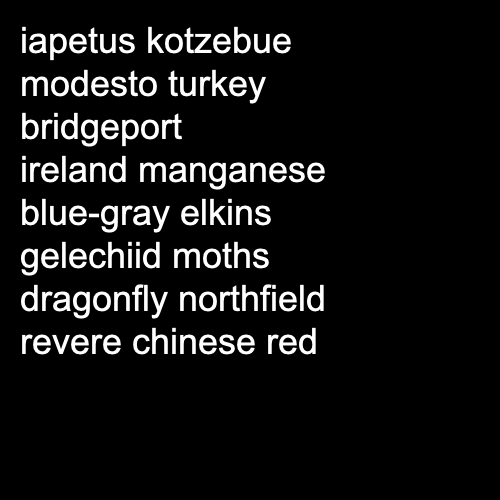 iapetus kotzebue
modesto turkey
bridgeport
ireland manganese
blue-gray elkins
gelechiid moths
dragonfly northfield
revere chinese red